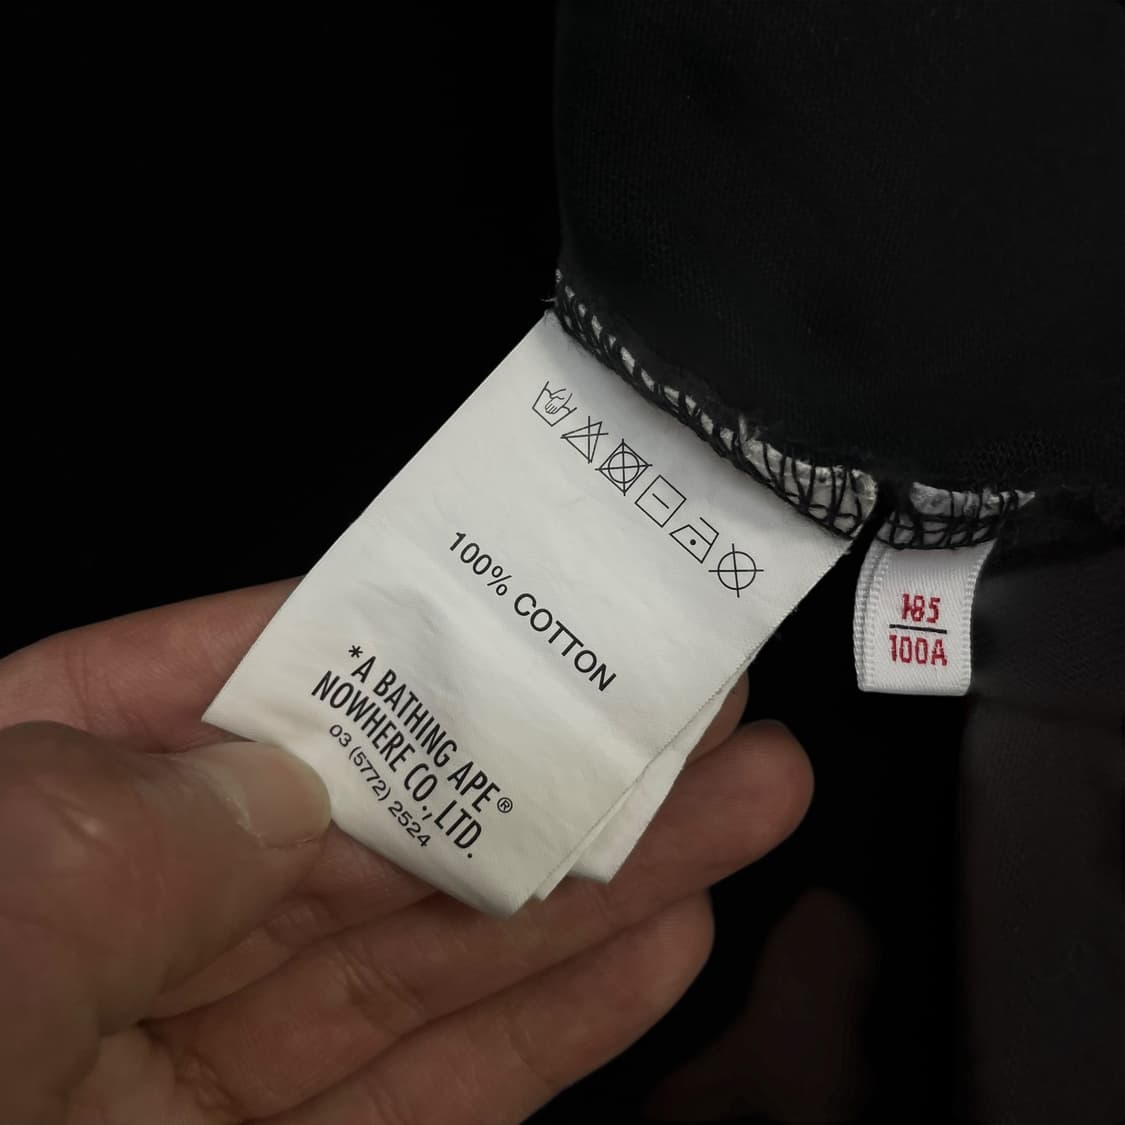 100% COTTON
*A BATHING APE®
NOWHERE CO., LTD.
03 (5772) 2524
185
100A